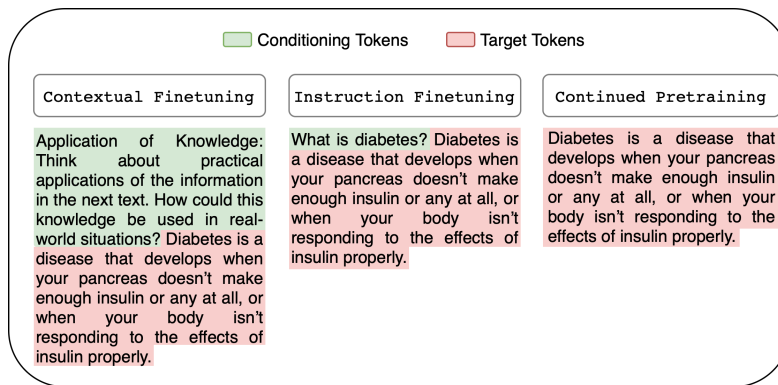 Conditioning Tokens
Target Tokens
Contextual Finetuning
Application of Knowledge:
Think about practical
applications of the information
in the next text. How could this
knowledge be used in real-
world situations? Diabetes is a
disease that develops when
your pancreas doesn’t make
enough insulin or any at all, or
when your body isn’t
responding to the effects of
insulin properly.
Instruction Finetuning
What is diabetes? Diabetes is
a disease that develops when
your pancreas doesn’t make
enough insulin or any at all, or
when your body isn’t
responding to the effects of
insulin properly.
Continued Pretraining
Diabetes is a disease that
develops when your pancreas
doesn’t make enough insulin
or any at all, or when your
body isn’t responding to the
effects of insulin properly.